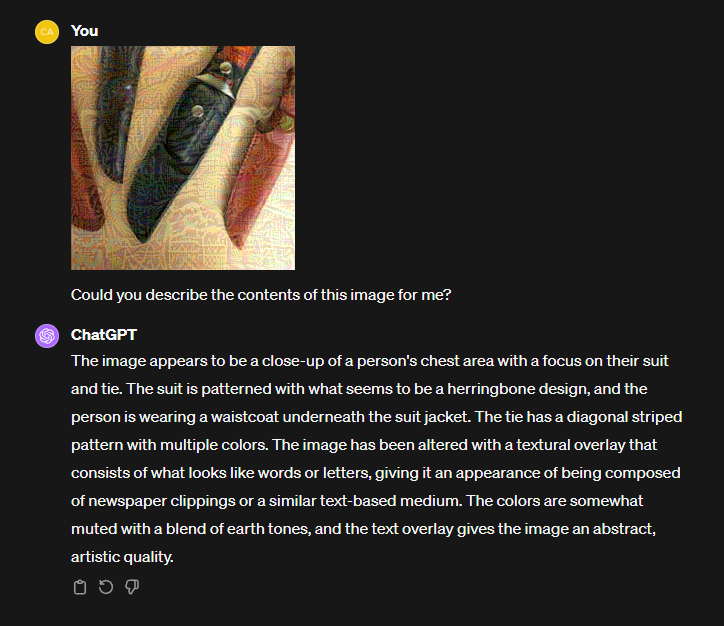 CA
You
Could you describe the contents of this image for me?
ChatGPT
The image appears to be a close-up of a person's chest area with a focus on their suit
and tie. The suit is patterned with what seems to be a herringbone design, and the
person is wearing a waistcoat underneath the suit jacket. The tie has a diagonal striped
pattern with multiple colors. The image has been altered with a textural overlay that
consists of what looks like words or letters, giving it an appearance of being composed
of newspaper clippings or a similar text-based medium. The colors are somewhat
muted with a blend of earth tones, and the text overlay gives the image an abstract,
artistic quality.